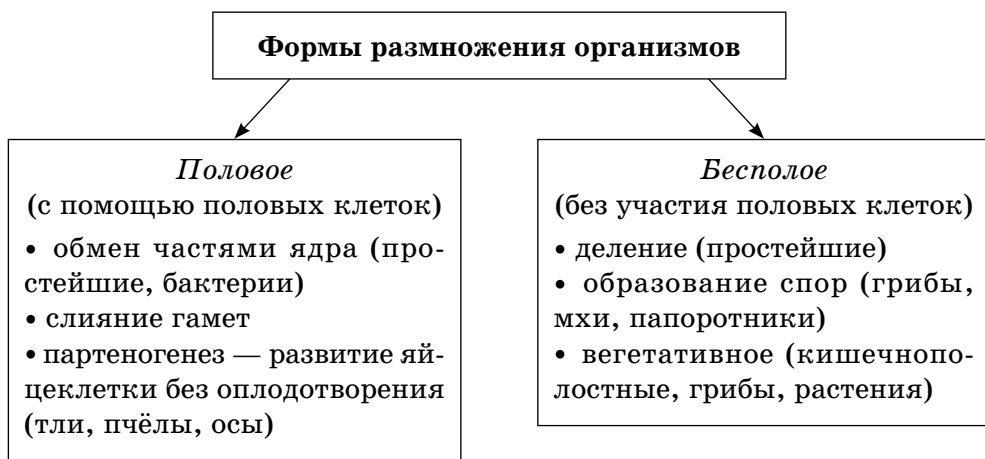 Формы размножения организмов
Половое
(с помощью половых клеток)
• обмен частями ядра (про-
стейшие, бактерии)
• слияние гамет
• партеногенез — развитие яй-
цеклетки без оплодотворения
(тли, пчёлы, осы)
Бесполое
(без участия половых клеток)
• деление (простейшие)
• образование спор (грибы,
мхи, папоротники)
• вегетативное (кишечнопо-
лостные, грибы, растения)